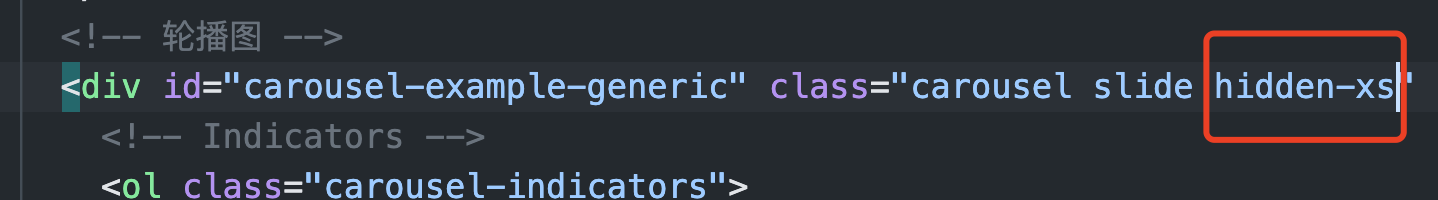 <!-- 轮播图 -->
<div id="carousel-example-generic" class="carousel slide hidden-xs"
<!-- Indicators -->
<ol class="carousel-indicators">